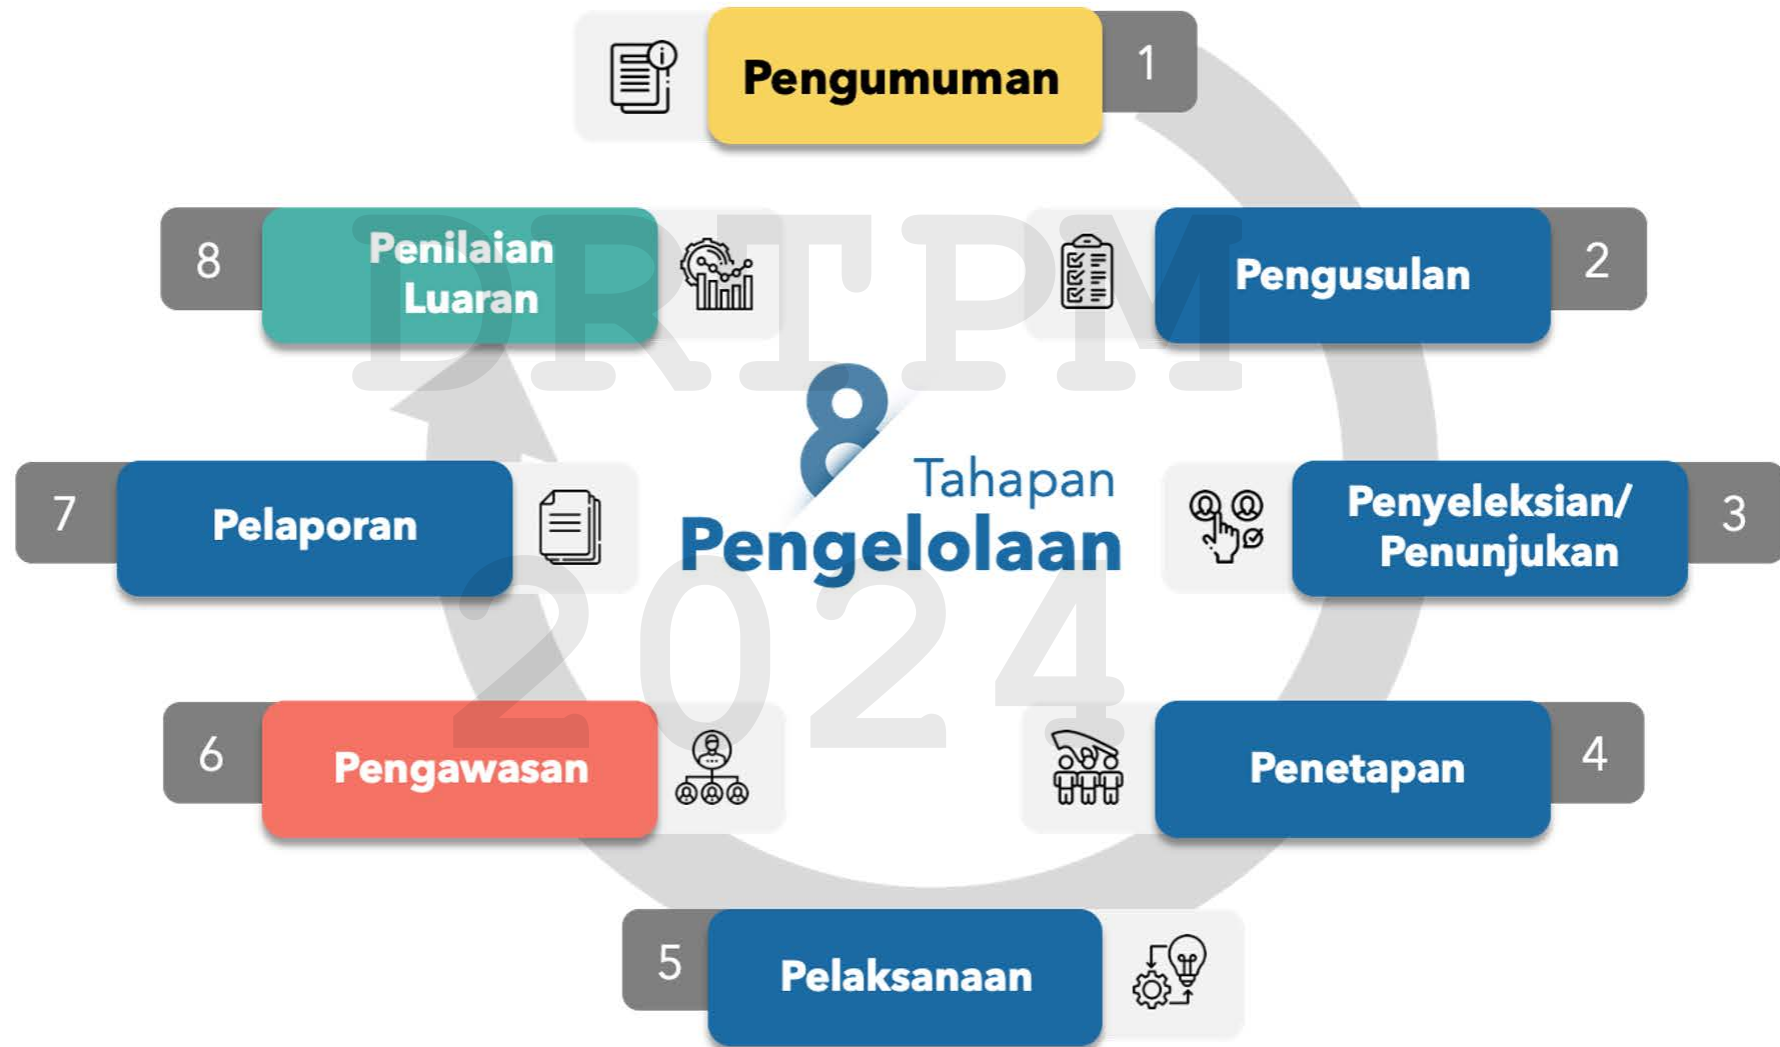 Pengumuman
1
Pengusulan
2
Penyeleksian/
Penunjukan
3
Penetapan
4
5
Pelaksanaan
6
Pengawasan
7
Pelaporan
8
Penilaian
Luaran
8
Tahapan
Pengelolaan
DRTPM
2024